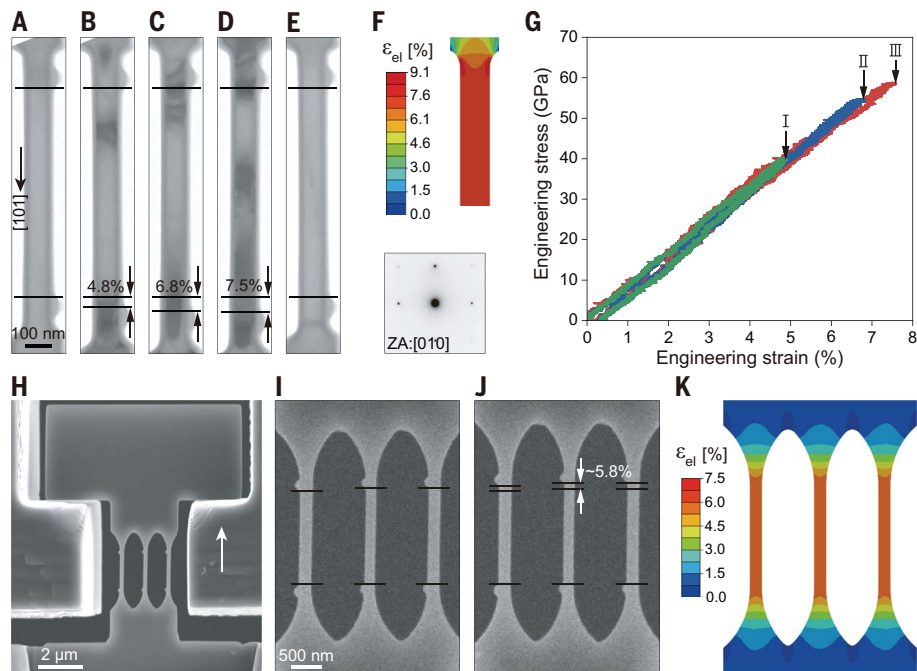 A
B
C
D
E
F
G
[101]
4.8%
6.8%
7.5%
100 nm
ε_el [%]
9.1
7.6
6.1
4.6
3.0
1.5
0.0
ZA:[010]
Engineering stress (GPa)
70
60
50
40
30
20
10
0
I
II
III
0
1
2
3
4
5
6
7
8
Engineering strain (%)
H
I
J
K
2 µm
500 nm
~5.8%
ε_el [%]
7.5
6.0
4.5
3.0
1.5
0.0